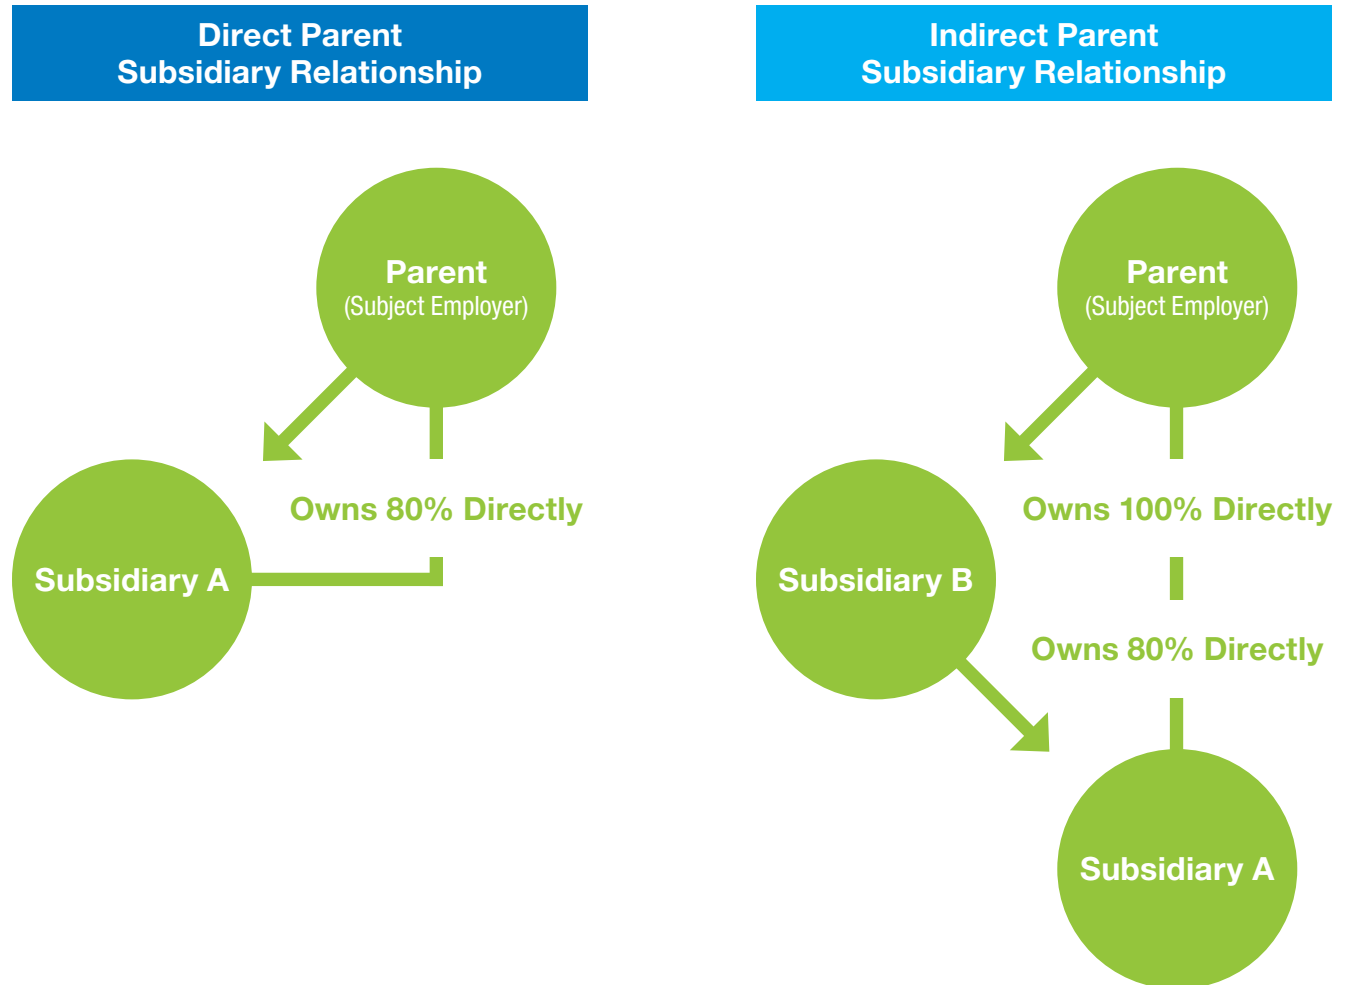 Direct Parent
Subsidiary Relationship
Parent
(Subject Employer)
Owns 80% Directly
Subsidiary A
Indirect Parent
Subsidiary Relationship
Parent
(Subject Employer)
Owns 100% Directly
Subsidiary B
Owns 80% Directly
Subsidiary A